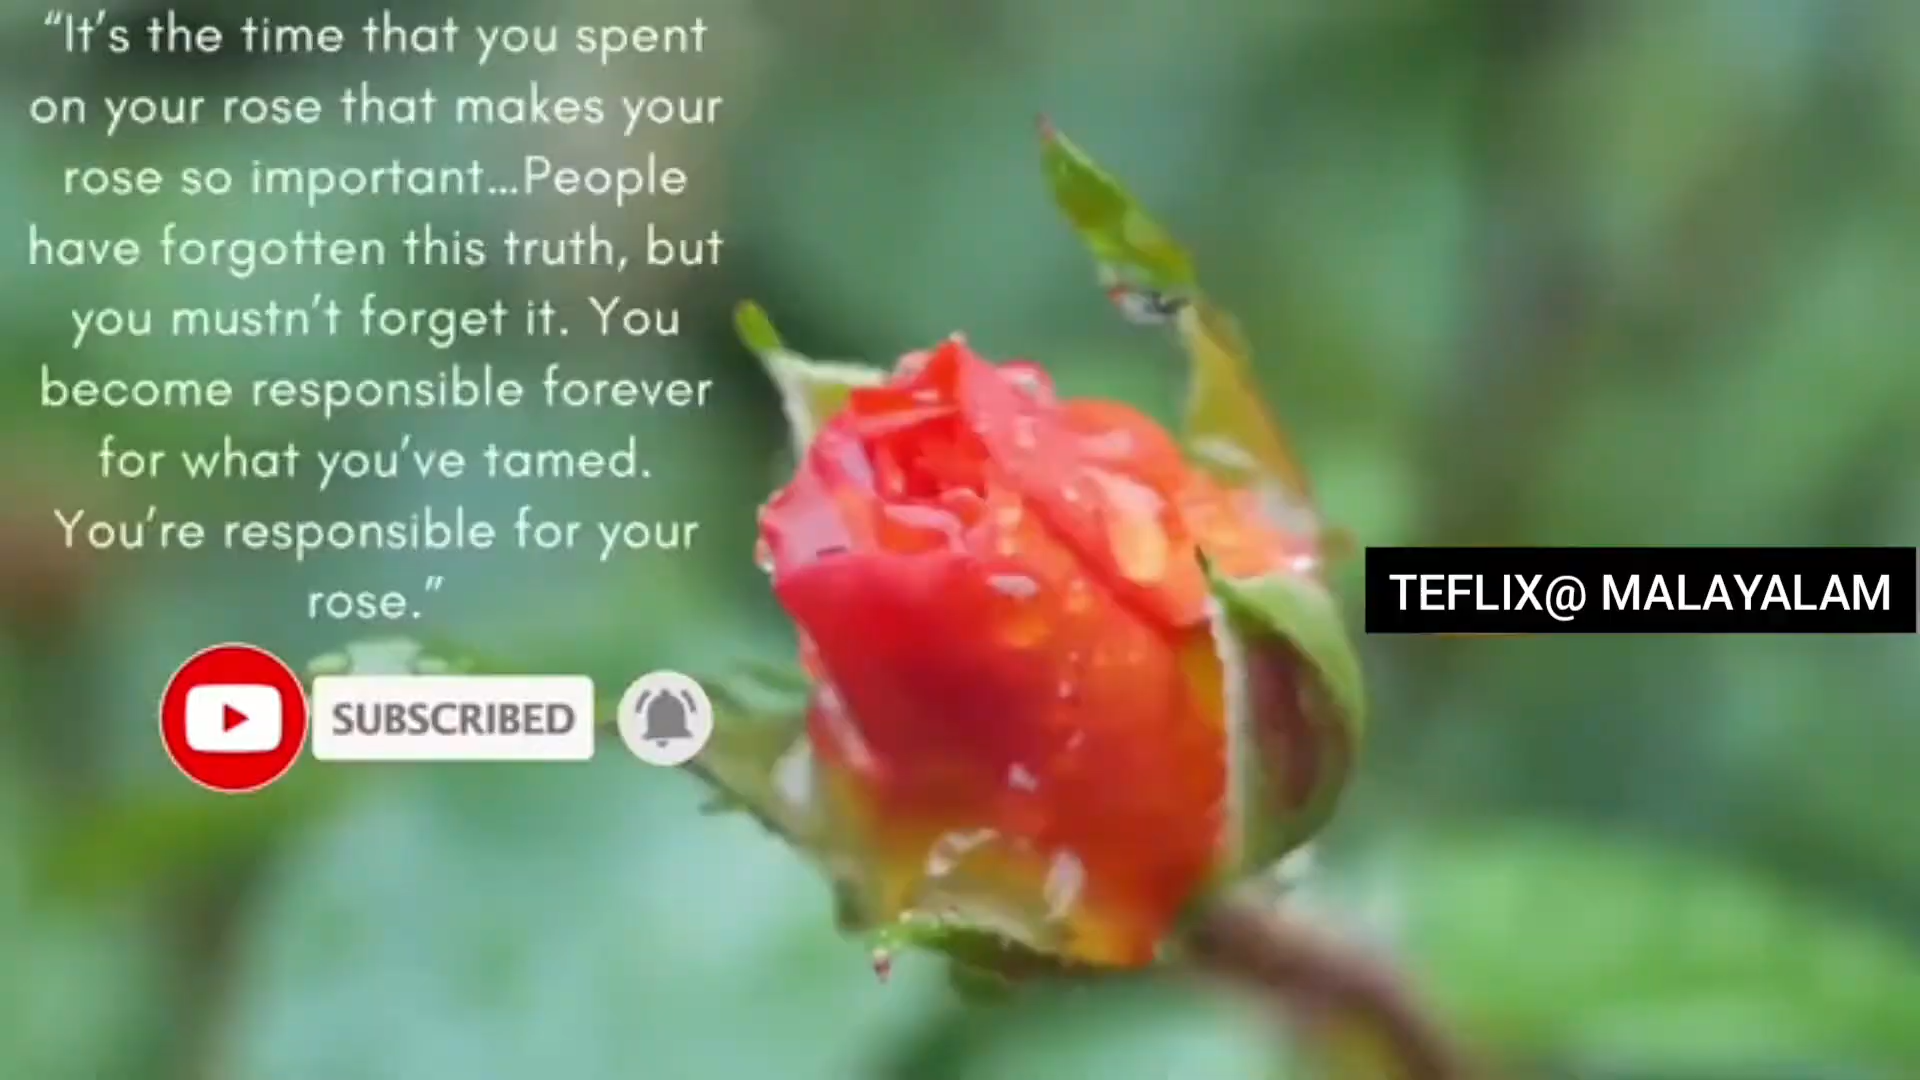 “It’s the time that you spent
on your rose that makes your
rose so important...People
have forgotten this truth, but
you mustn’t forget it. You
become responsible forever
for what you’ve tamed.
You’re responsible for your
rose.”
SUBSCRIBED
TEFLIX@ MALAYALAM